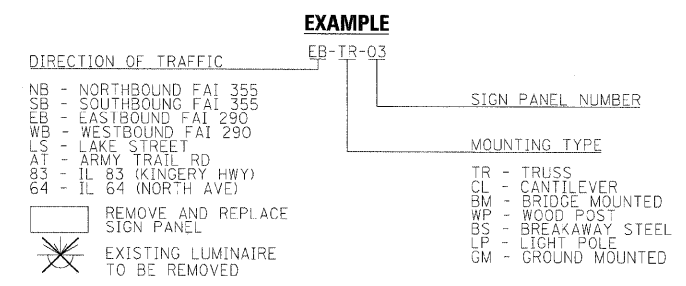 EXAMPLE
EB-TR-03
DIRECTION OF TRAFFIC
NB - NORTHBOUND FAI 355
SB - SOUTHBOUNG FAI 355
EB - EASTBOUND FAI 290
WB - WESTBOUND FAI 290
LS - LAKE STREET
AT - ARMY TRAIL RD
83 - IL 83 (KINGERY HWY)
64 - IL 64 (NORTH AVE)
REMOVE AND REPLACE
SIGN PANEL
EXISTING LUMINAIRE
TO BE REMOVED
SIGN PANEL NUMBER
MOUNTING TYPE
TR - TRUSS
CL - CANTILEVER
BM - BRIDGE MOUNTED
WP - WOOD POST
BS - BREAKAWAY STEEL
LP - LIGHT POLE
GM - GROUND MOUNTED